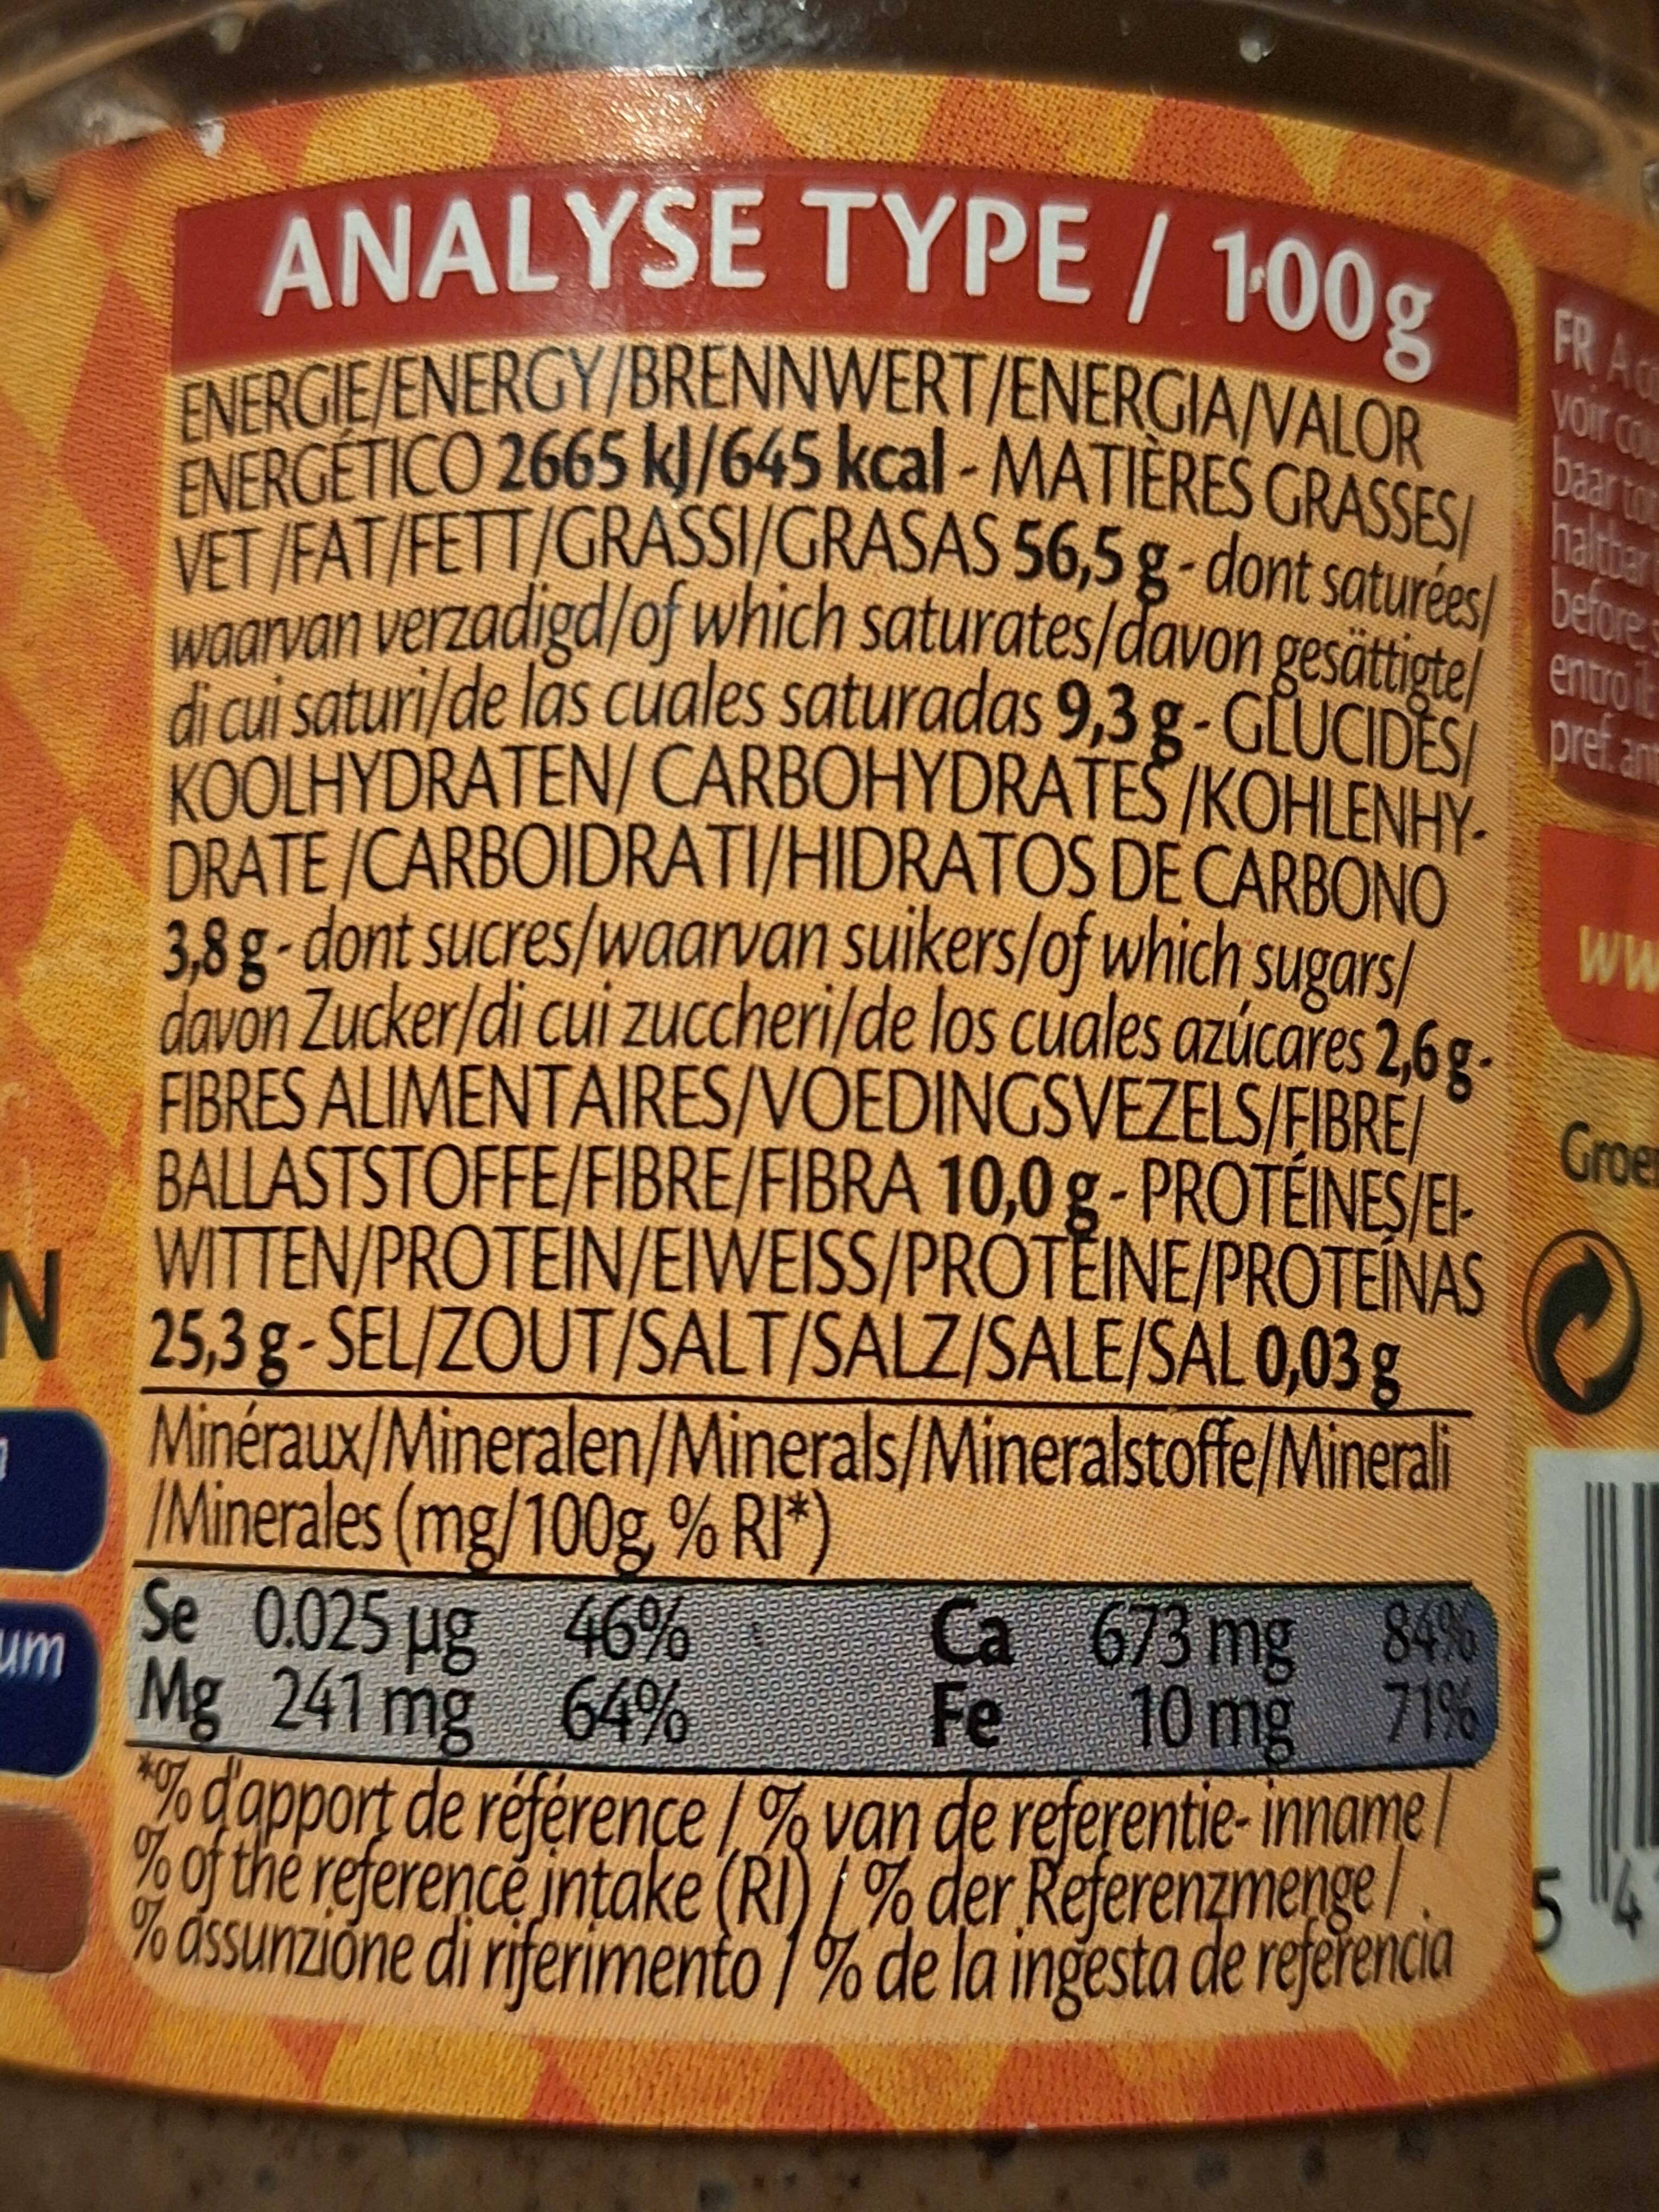 ANALYSE TYPE / 100g
ENERGIE/ENERGY/BRENNWERT/ENERGIA/VALOR
ENERGÉTICO 2665 kJ/645 kcal - MATIÈRES GRASSES/
VET /FAT/FETT/GRASSI/GRASAS 56,5 g - dont saturées/
waarvan verzadigd/of which saturates/davon gesättigte/
di cui saturi/de las cuales saturadas 9,3 g - GLUCIDES/
KOOLHYDRATEN/ CARBOHYDRATES /KOHLENHY-
DRATE /CARBOIDRATI/HIDRATOS DE CARBONO
3,8 g - dont sucres/waarvan suikers/of which sugars/
davon Zucker/di cui zuccheri/de los cuales azúcares 2,6 g -
FIBRES ALIMENTAIRES/VOEDINGSVEZELS/FIBRE/
BALLASTSTOFFE/FIBRE/FIBRA 10,0 g - PROTÉINES/EI-
WITTEN/PROTEIN/EIWEISS/PROTEINE/PROTEÍNAS
25,3 g - SEL/ZOUT/SALT/SALZ/SALE/SAL 0,03 g
Minéraux/Mineralen/Minerals/Mineralstoffe/Minerali
/Minerales (mg/100g, % RI*)
Se 0.025 µg 46% Ca 673 mg 84%
Mg 241 mg 64% Fe 10 mg 71%
*% d'apport de référence / % van de referentie- inname /
% of the reference intake (RI) / % der Referenzmenge /
% assunzione di riferimento / % de la ingesta de referencia
N
um
FR
voir
baar
before:
entro il
pref.
ww
5 4